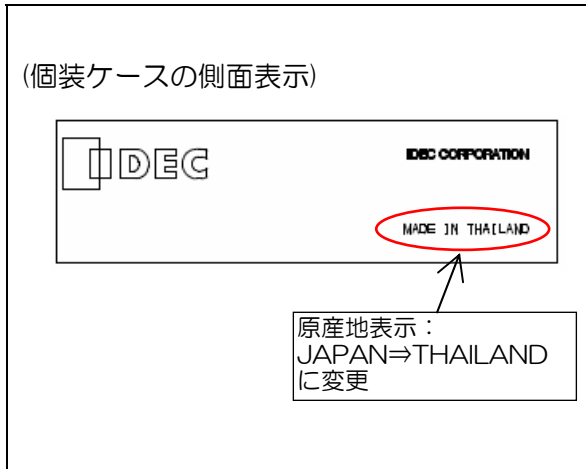 (個装ケースの側面表示)
IDEC
IDEC CORPORATION
MADE IN THAILAND
原産地表示：
JAPAN⇒THAILAND
に変更